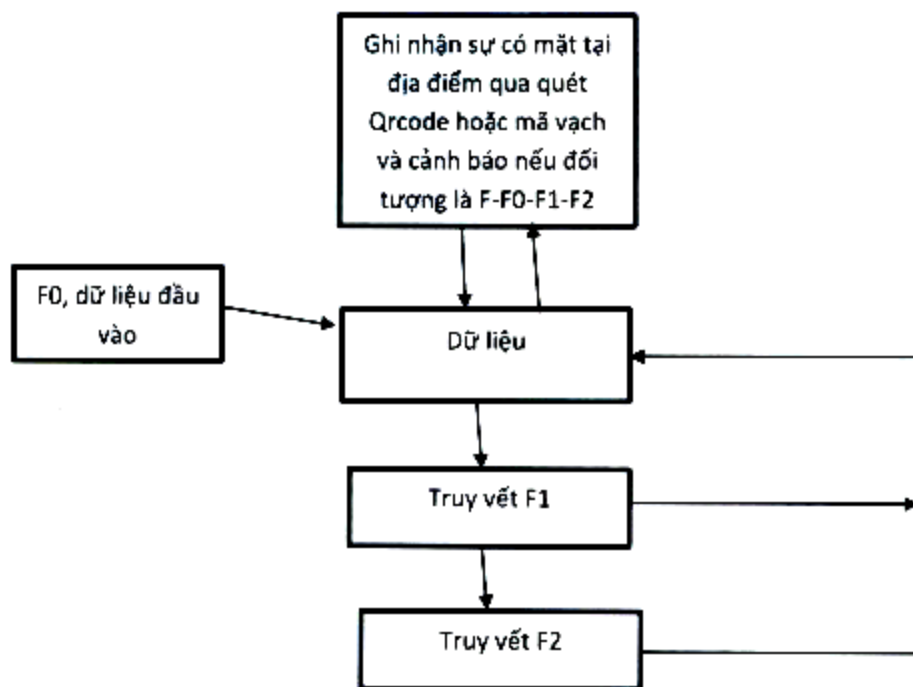 Ghi nhận sự có mặt tại
địa điểm qua quét
Qrcode hoặc mã vạch
và cảnh báo nếu đối
tượng là F-F0-F1-F2
F0, dữ liệu đầu
vào
Dữ liệu
Truy vết F1
Truy vết F2